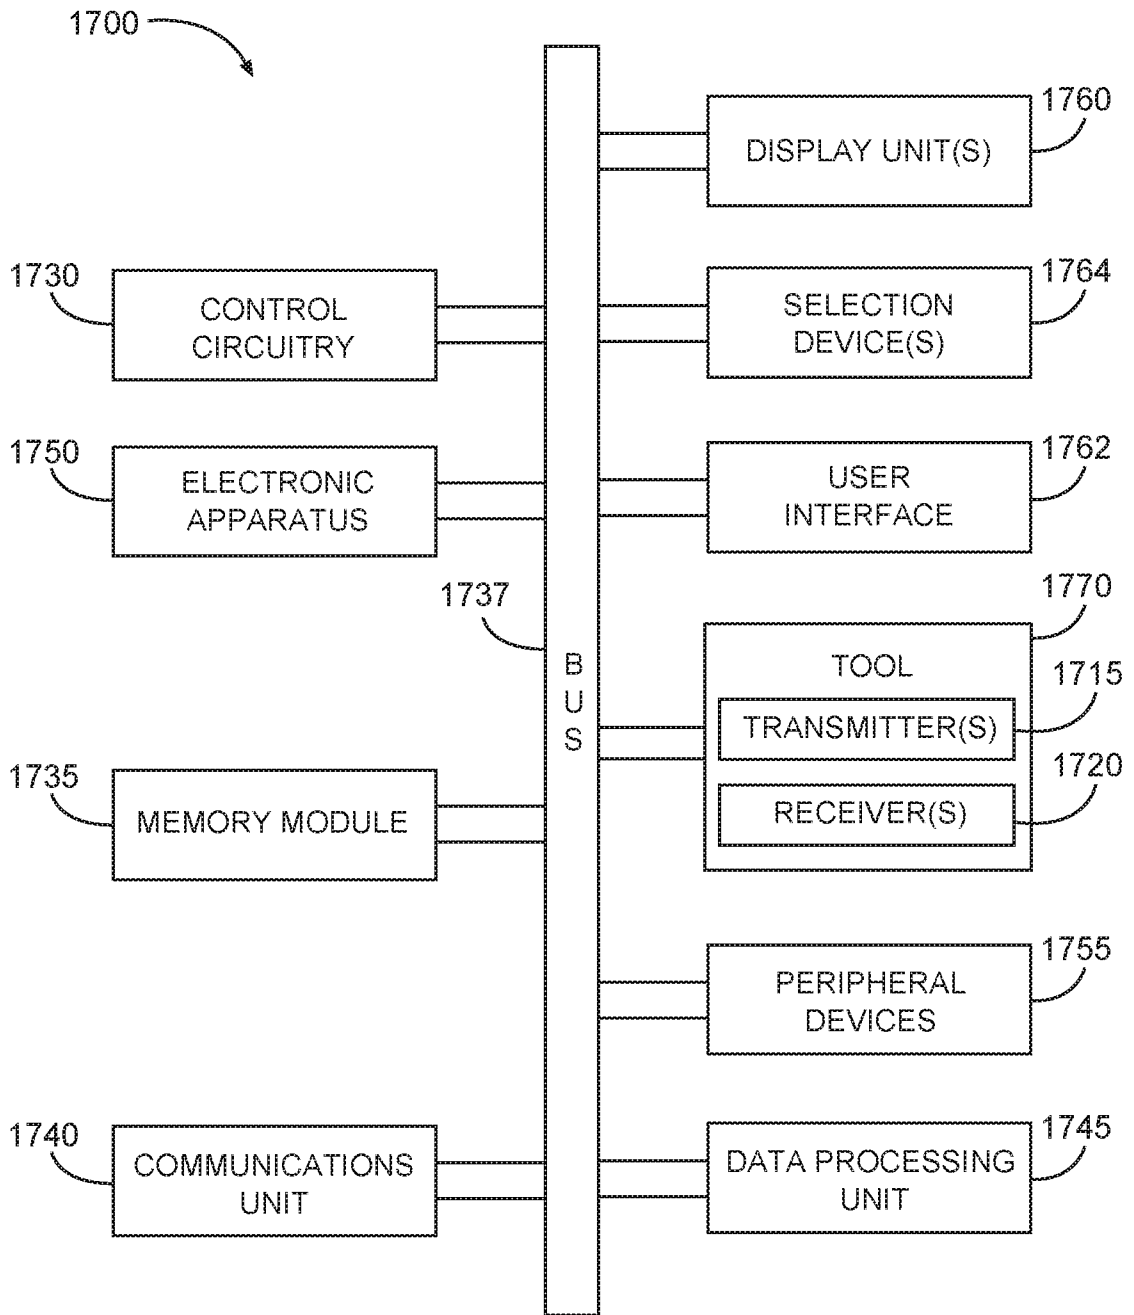 1700
1760
DISPLAY UNIT(S)
1730
CONTROL
CIRCUITRY
1764
SELECTION
DEVICE(S)
1750
ELECTRONIC
APPARATUS
1762
USER
INTERFACE
1737
BUS
1770
TOOL
1715
TRANSMITTER(S)
1720
RECEIVER(S)
1735
MEMORY MODULE
1755
PERIPHERAL
DEVICES
1740
COMMUNICATIONS
UNIT
1745
DATA PROCESSING
UNIT